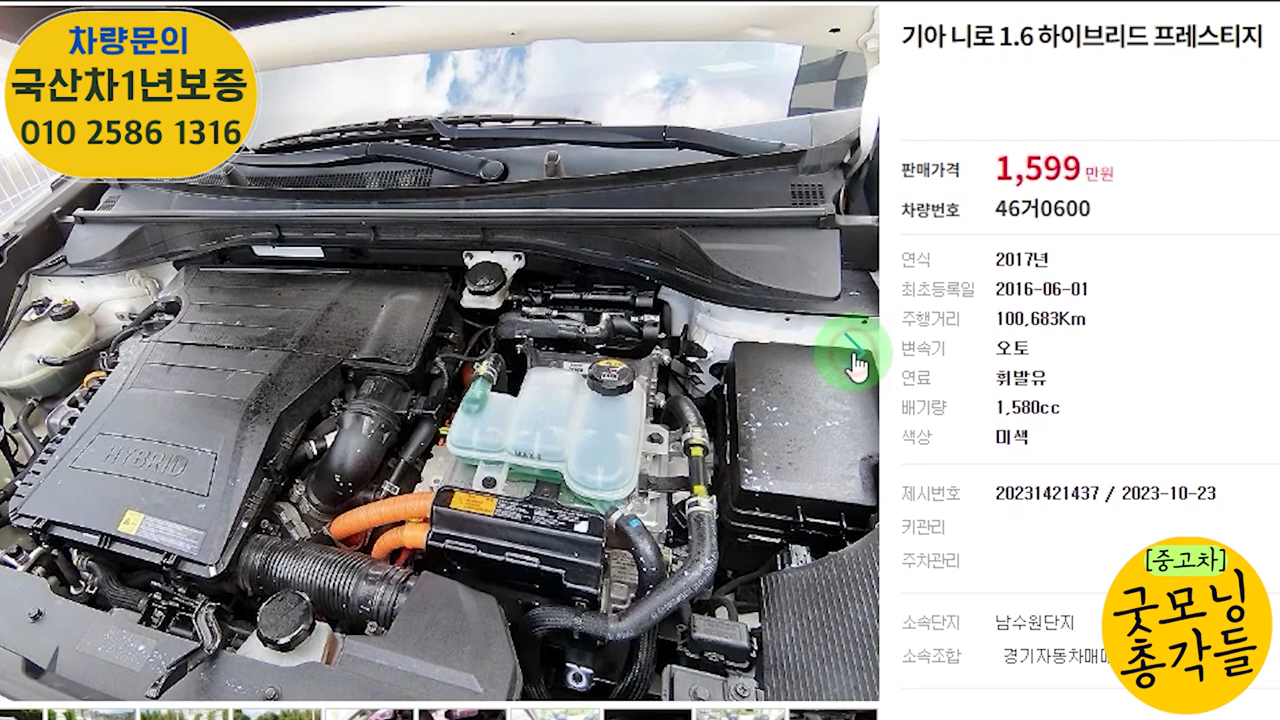 차량문의
국산차1년보증
010 2586 1316
HYBRID
MAX
기아 니로 1.6 하이브리드 프레스티지
판매가격 1,599만원
차량번호 46거0600
연식 2017년
최초등록일 2016-06-01
주행거리 100,683Km
변속기 오토
연료 휘발유
배기량 1,580cc
색상 미색
제시번호 20231421437 / 2023-10-23
키관리
주차관리
소속단지 남수원단지
소속조합 경기자동차매매
[중고차]
굿모닝
총각들